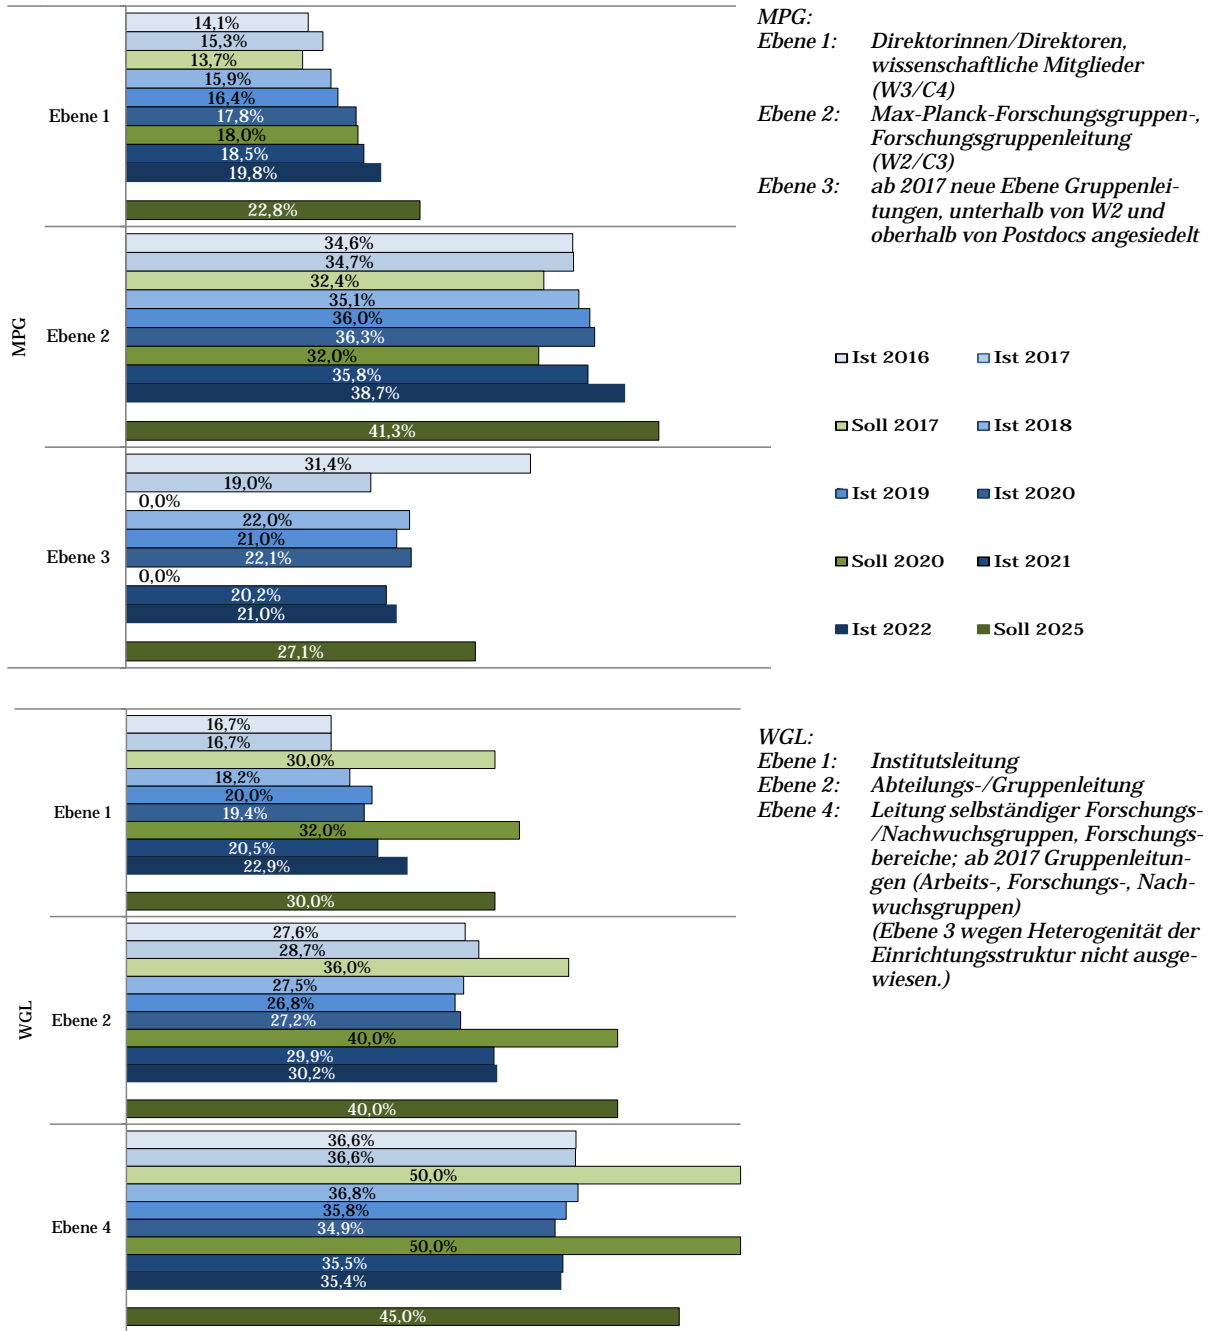 MPG
Ebene 1
14,1%
15,3%
13,7%
15,9%
16,4%
17,8%
18,0%
18,5%
19,8%
22,8%
Ebene 2
34,6%
34,7%
32,4%
35,1%
36,0%
36,3%
32,0%
35,8%
38,7%
41,3%
Ebene 3
31,4%
19,0%
0,0%
22,0%
21,0%
22,1%
0,0%
20,2%
21,0%
27,1%
MPG:
Ebene 1: Direktorinnen/Direktoren,
wissenschaftliche Mitglieder
(W3/C4)
Ebene 2: Max-Planck-Forschungsgruppen-,
Forschungsgruppenleitung
(W2/C3)
Ebene 3: ab 2017 neue Ebene Gruppenlei-
tungen, unterhalb von W2 und
oberhalb von Postdocs angesiedelt
Ist 2016 Ist 2017
Soll 2017 Ist 2018
Ist 2019 Ist 2020
Soll 2020 Ist 2021
Ist 2022 Soll 2025
WGL
Ebene 1
16,7%
16,7%
30,0%
18,2%
20,0%
19,4%
32,0%
20,5%
22,9%
30,0%
Ebene 2
27,6%
28,7%
36,0%
27,5%
26,8%
27,2%
40,0%
29,9%
30,2%
40,0%
Ebene 4
36,6%
36,6%
50,0%
36,8%
35,8%
34,9%
50,0%
35,5%
35,4%
45,0%
WGL:
Ebene 1: Institutsleitung
Ebene 2: Abteilungs-/Gruppenleitung
Ebene 4: Leitung selbständiger Forschungs-
/Nachwuchsgruppen, Forschungs-
bereiche; ab 2017 Gruppenleitun-
gen (Arbeits-, Forschungs-, Nach-
wuchsgruppen)
(Ebene 3 wegen Heterogenität der
Einrichtungsstruktur nicht ausge-
wiesen.)